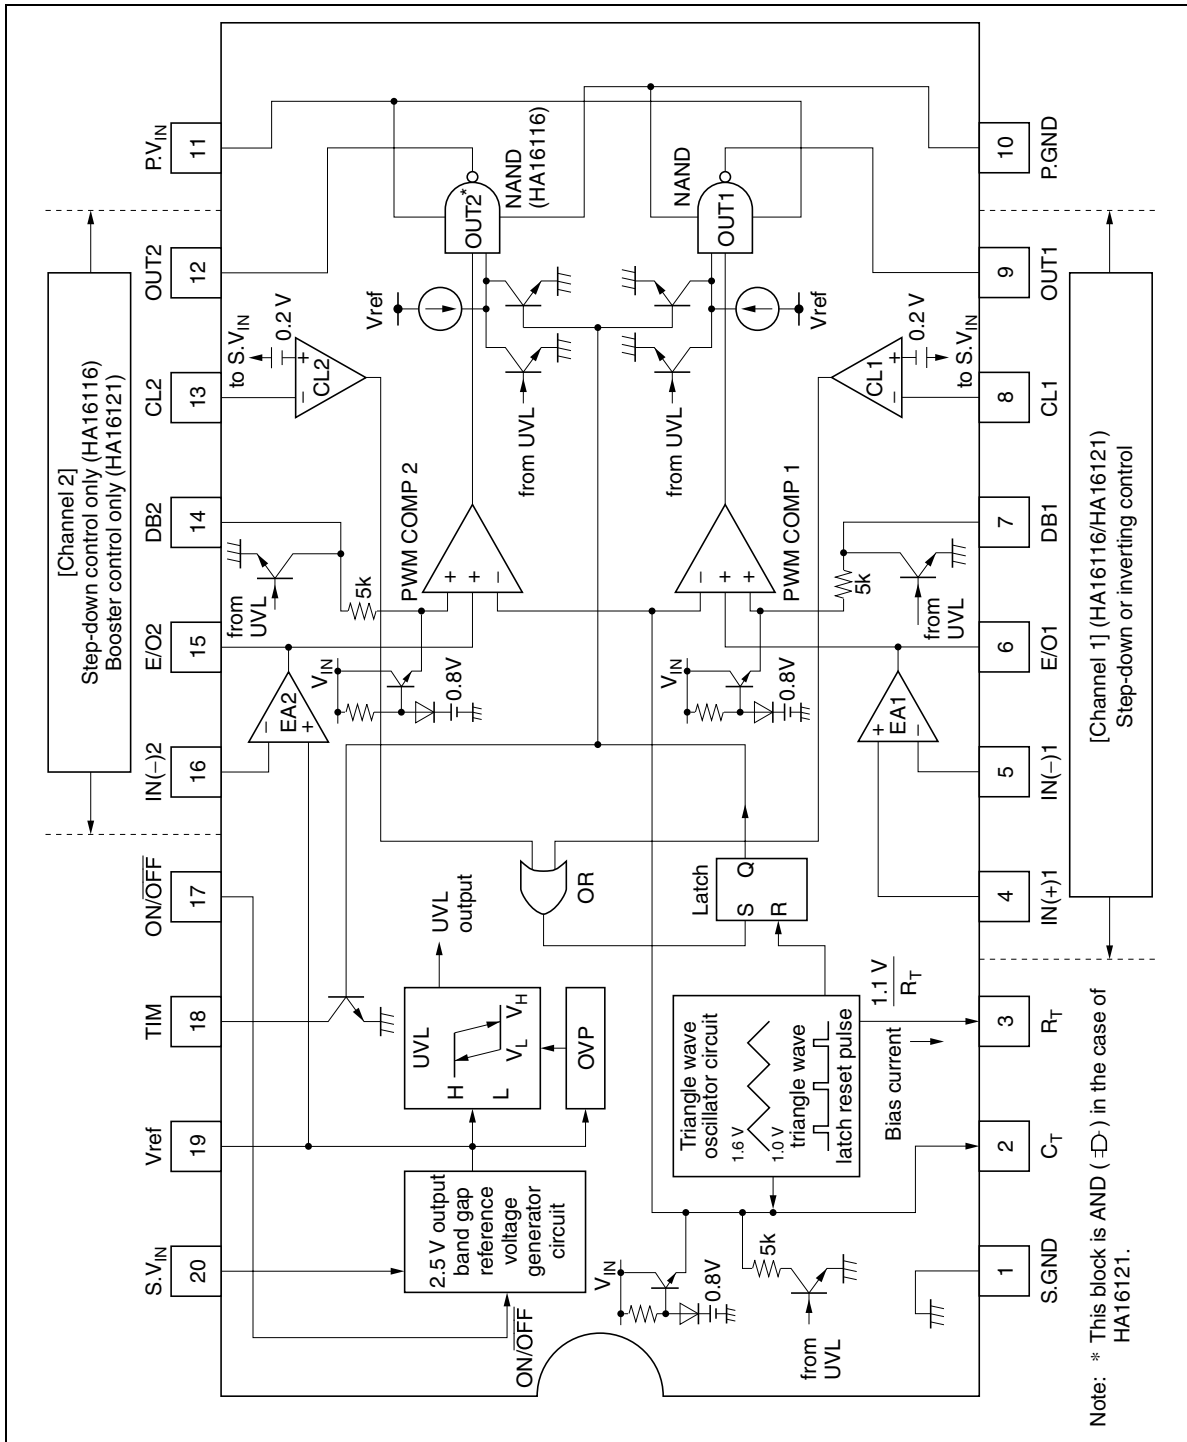 [Channel 2]
Step-down control only (HA16116)
Booster control only (HA16121)
S.VIN
Vref
TIM
ON/OFF
IN(−)2
E/O2
DB2
CL2
OUT2
P.VIN
20
19
18
17
16
15
14
13
12
11
2.5 V output
band gap
reference
voltage
generator
circuit
ON/OFF
UVL
H
L
VL
VH
UVL
output
OVP
EA2
−
+
VIN
0.8V
from
UVL
5k
PWM COMP 2
+
+
−
to S.VIN
0.2 V
CL2
−
+
from UVL
Vref
OUT2*
NAND
(HA16116)
OR
Latch
S
Q
R
Triangle wave
oscillator circuit
1.6 V
1.0 V
triangle wave
latch reset pulse
1.1 V
RT
Bias current
VIN
0.8V
5k
from
UVL
VIN
0.8V
PWM COMP 1
−
+
+
5k
from
UVL
EA1
+
−
from UVL
Vref
OUT1
NAND
CL1
−
+
0.2 V
to S.VIN
1
2
3
4
5
6
7
8
9
10
S.GND
CT
RT
IN(+)1
IN(−)1
E/O1
DB1
CL1
OUT1
P.GND
[Channel 1] (HA16116/HA16121)
Step-down or inverting control
Note: * This block is AND ( ) in the case of
HA16121.